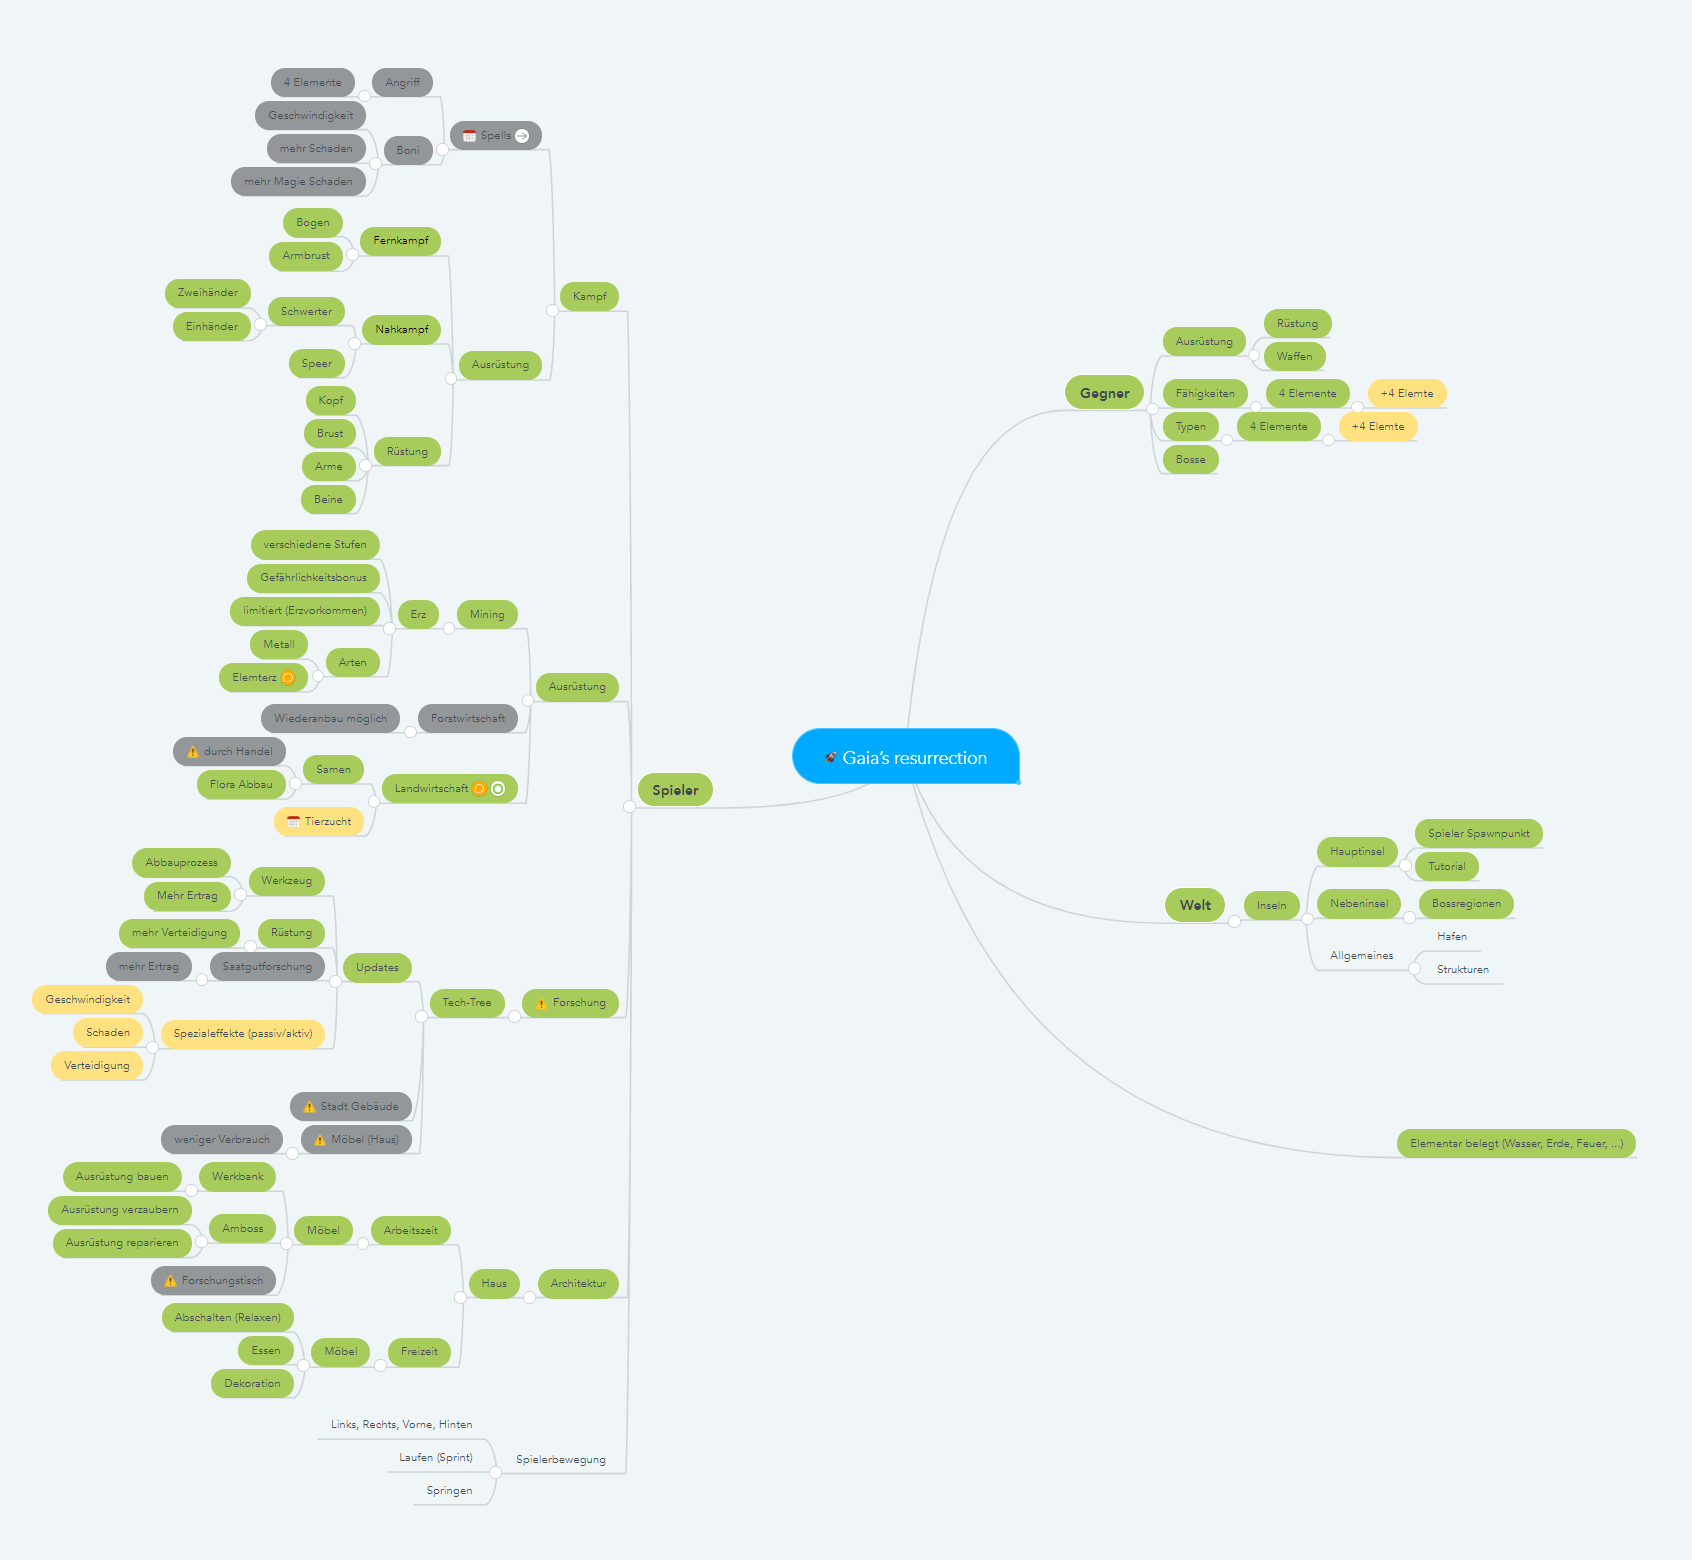 Gaia's resurrection
Spieler
Kampf
Spells
Angriff
4 Elemente
Boni
Geschwindigkeit
mehr Schaden
mehr Magie Schaden
Ausrüstung
Fernkampf
Bogen
Armbrust
Nahkampf
Schwerter
Zweihänder
Einhänder
Speer
Rüstung
Kopf
Brust
Arme
Beine
Ausrüstung
Mining
Erz
verschiedene Stufen
Gefährlichkeitsbonus
limitiert (Erzvorkommen)
Arten
Metall
Elemterz
Forstwirtschaft
Wiederanbau möglich
Landwirtschaft
Samen
durch Handel
Flora Abbau
Tierzucht
Forschung
Tech-Tree
Updates
Werkzeug
Abbauprozess
Mehr Ertrag
Rüstung
mehr Verteidigung
Saatgutforschung
mehr Ertrag
Spezialeffekte (passiv/aktiv)
Geschwindigkeit
Schaden
Verteidigung
Stadt Gebäude
Möbel (Haus)
weniger Verbrauch
Architektur
Haus
Arbeitszeit
Möbel
Werkbank
Ausrüstung bauen
Amboss
Ausrüstung verzaubern
Ausrüstung reparieren
Forschungstisch
Freizeit
Möbel
Abschalten (Relaxen)
Essen
Dekoration
Spielerbewegung
Links, Rechts, Vorne, Hinten
Laufen (Sprint)
Springen
Gegner
Ausrüstung
Rüstung
Waffen
Fähigkeiten
4 Elemente
+4 Elemte
Typen
4 Elemente
+4 Elemte
Bosse
Welt
Inseln
Hauptinsel
Spieler Spawnpunkt
Tutorial
Nebeninsel
Bossregionen
Allgemeines
Hafen
Strukturen
Elementar belegt (Wasser, Erde, Feuer, ...)